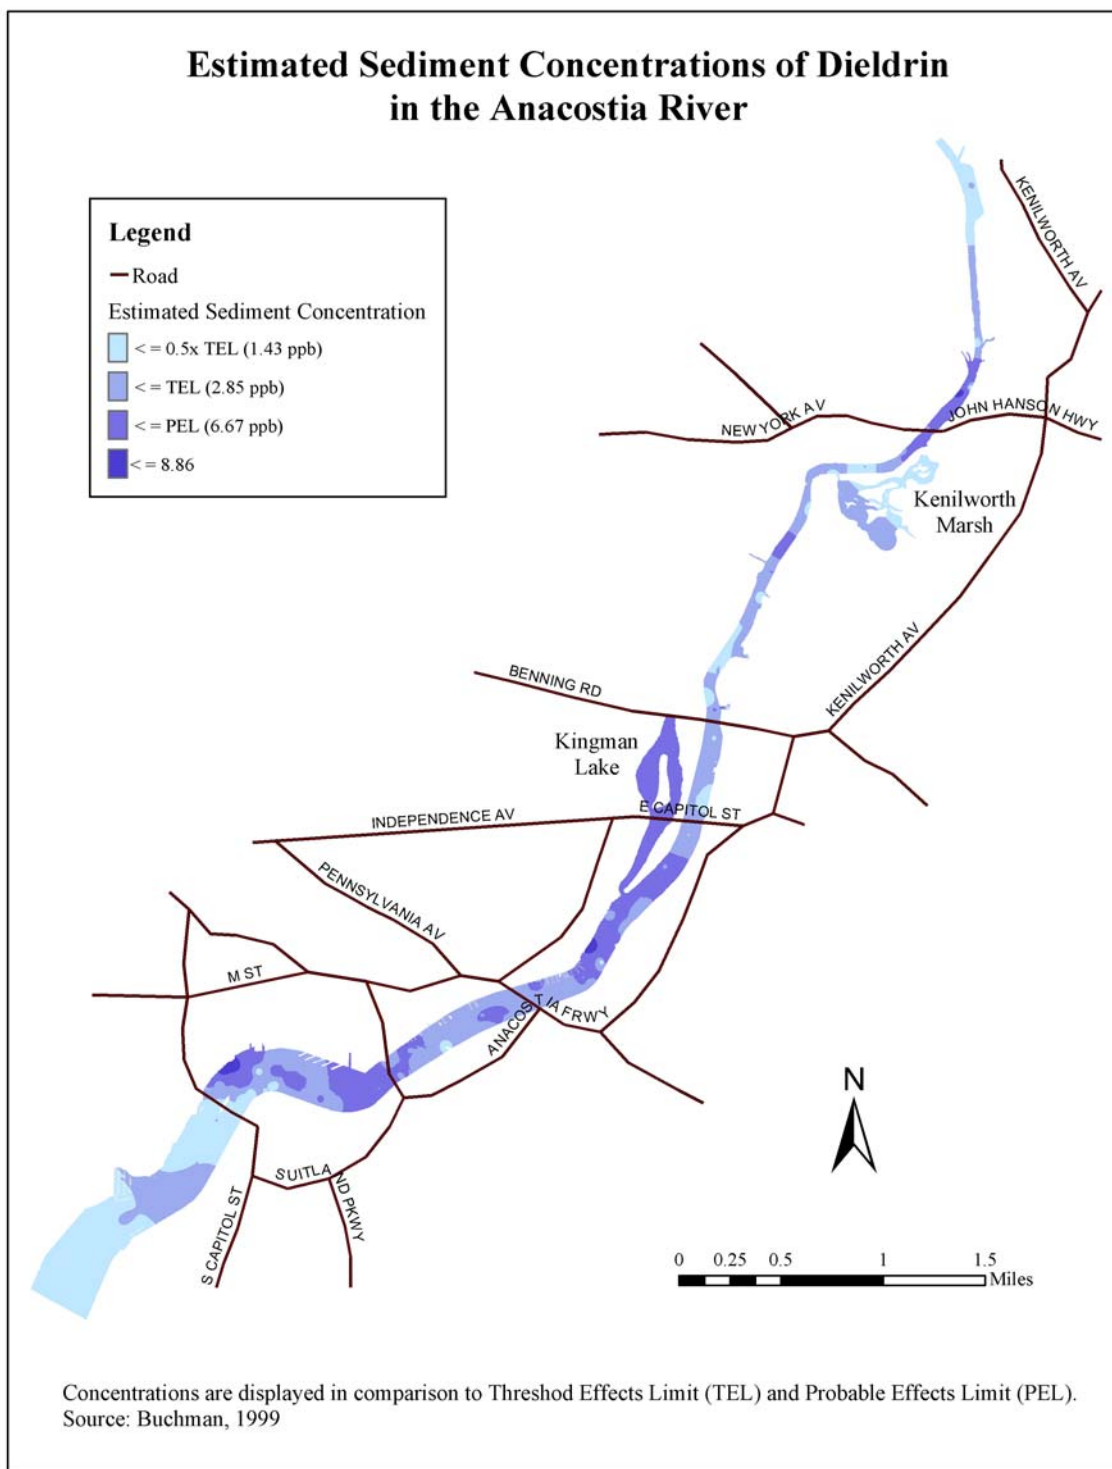 Estimated Sediment Concentrations of Dieldrin
in the Anacostia River
Legend
Road
Estimated Sediment Concentration
< = 0.5x TEL (1.43 ppb)
< = TEL (2.85 ppb)
< = PEL (6.67 ppb)
< = 8.86
KENILWORTH AV
NEW YORK AV
JOHN HANSON HWY
Kenilworth
Marsh
BENNING RD
KENILWORTH AV
Kingman
Lake
E CAPITOL ST
INDEPENDENCE AV
PENNSYLVANIA AV
M ST
ANACOSTIA FRWY
SUITLAND PKWY
S CAPITOL ST
N
0 0.25 0.5 1 1.5
Miles
Concentrations are displayed in comparison to Threshod Effects Limit (TEL) and Probable Effects Limit (PEL).
Source: Buchman, 1999